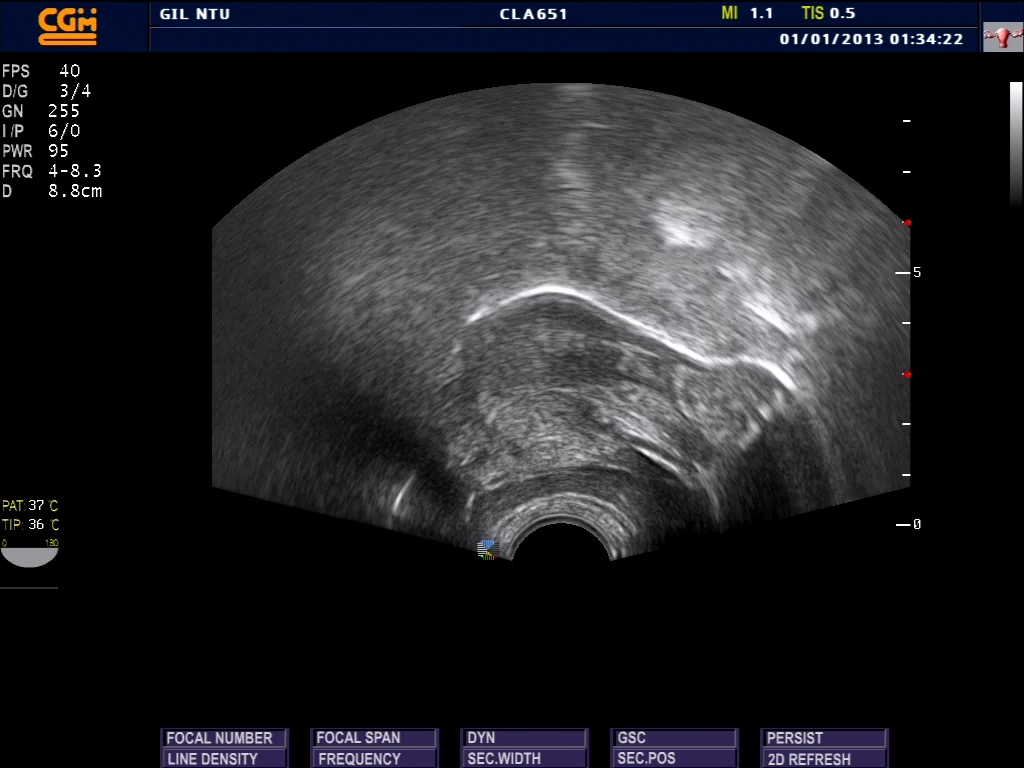 CGM
GIL NTU CLA651 MI 1.1 TIS 0.5
01/01/2013 01:34:22
FPS 40
D/G 3/4
GN 255
I/P 6/0
PWR 95
FRQ 4-8.3
D 8.8cm
5
PAT: 37 °C
TIP: 36 °C
0 180
0
FOCAL NUMBER FOCAL SPAN DYN GSC PERSIST
LINE DENSITY FREQUENCY SEC.WIDTH SEC.POS 2D REFRESH